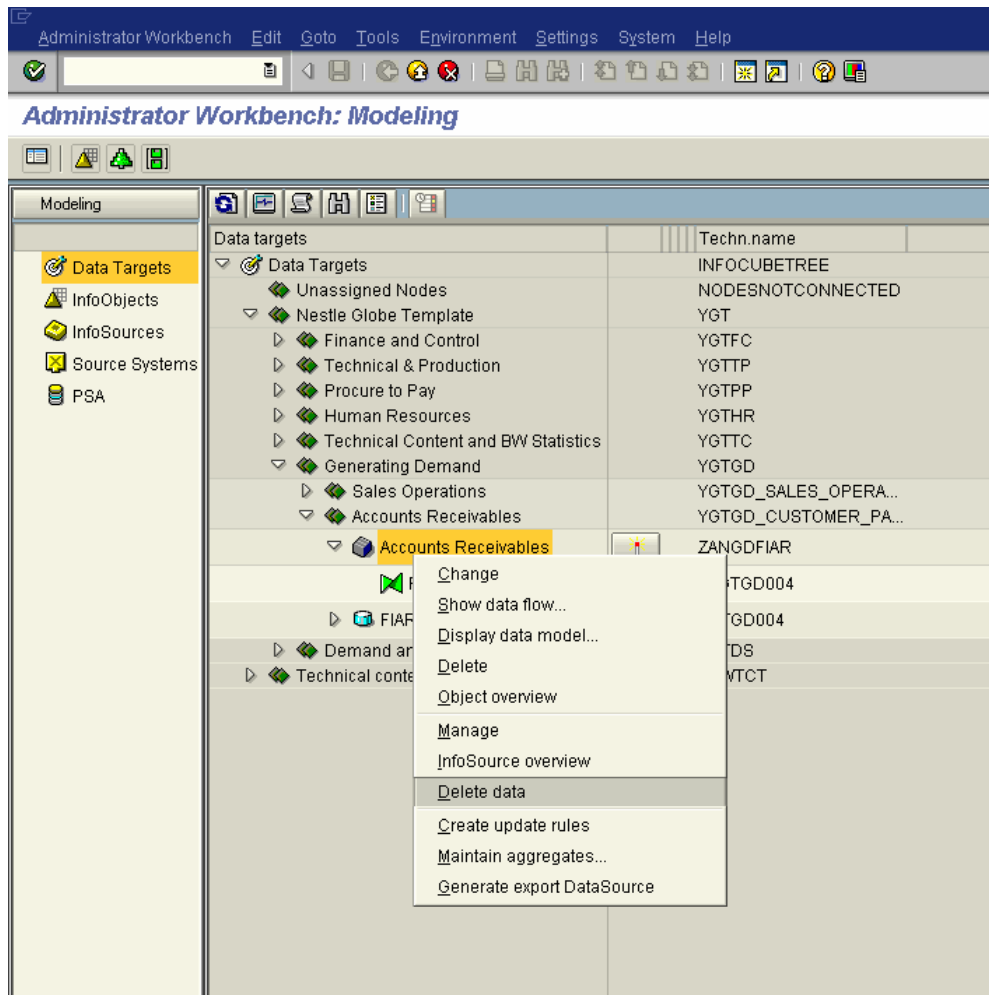 Administrator Workbench Edit Goto Tools Environment Settings System Help
Administrator Workbench: Modeling
Modeling
Data Targets
InfoObjects
InfoSources
Source Systems
PSA
Data targets Techn.name
Data Targets INFOCUBETREE
Unassigned Nodes NODESNOTCONNECTED
Nestle Globe Template YGT
Finance and Control YGTFC
Technical & Production YGTTP
Procure to Pay YGTPP
Human Resources YGTHR
Technical Content and BW Statistics YGTTC
Generating Demand YGTGD
Sales Operations YGTGD_SALES_OPERA...
Accounts Receivables YGTGD_CUSTOMER_PA...
Accounts Receivables ZANGDFIAR
TGD004
FIAR TGD004
Demand TDS
Technical conte WTCT
Change
Show data flow...
Display data model...
Delete
Object overview
Manage
InfoSource overview
Delete data
Create update rules
Maintain aggregates...
Generate export DataSource